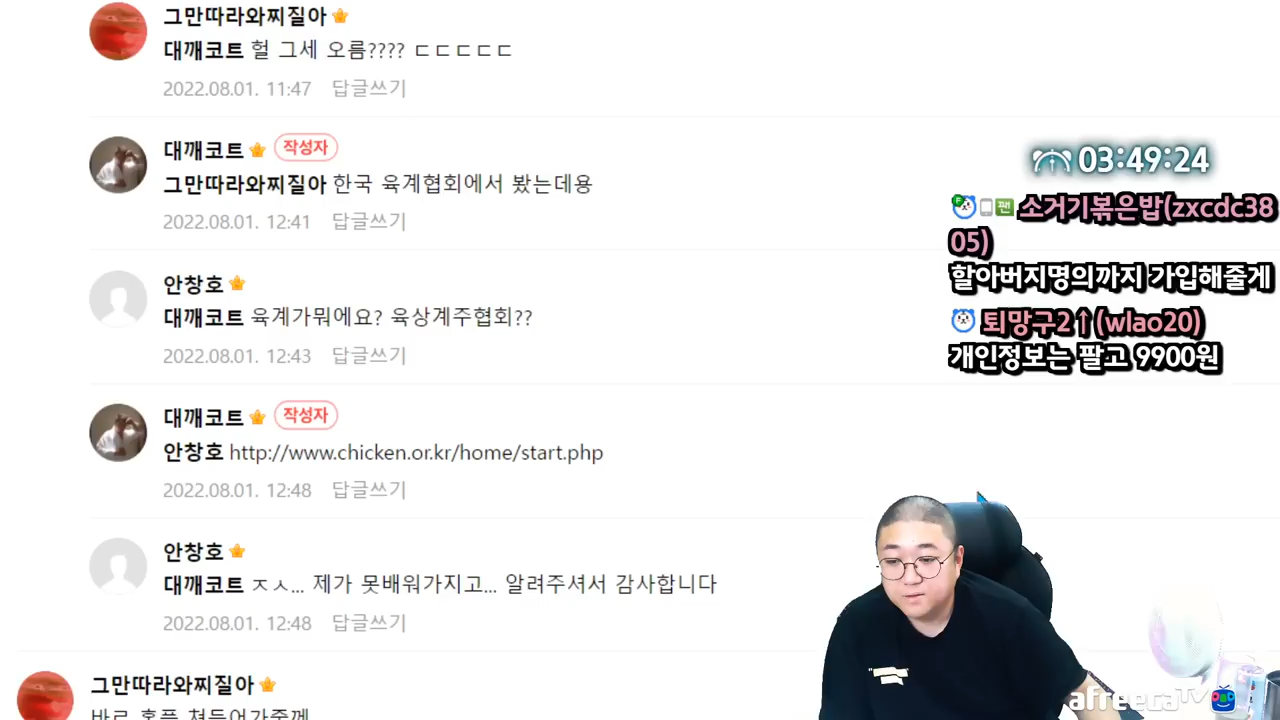 그만따라와찌질아
대깨코트 헐 그세 오름???? ㄷㄷㄷㄷㄷ
2022.08.01. 11:47 답글쓰기
대깨코트 작성자
그만따라와찌질아 한국 육계협회에서 봤는데용
2022.08.01. 12:41 답글쓰기
안창호
대깨코트 육계가뭐에요? 육상계주협회??
2022.08.01. 12:43 답글쓰기
대깨코트 작성자
안창호 http://www.chicken.or.kr/home/start.php
2022.08.01. 12:48 답글쓰기
안창호
대깨코트 ㅈㅅ... 제가 못배워가지고... 알려주셔서 감사합니다
2022.08.01. 12:48 답글쓰기
그만따라와찌질아
03:49:24
F 팬 소거기볶은밥(zxcdc38
05)
할아버지명의까지 가입해줄게
퇴망구2↑(wlao20)
개인정보는 팔고 9900원
afreecaTV